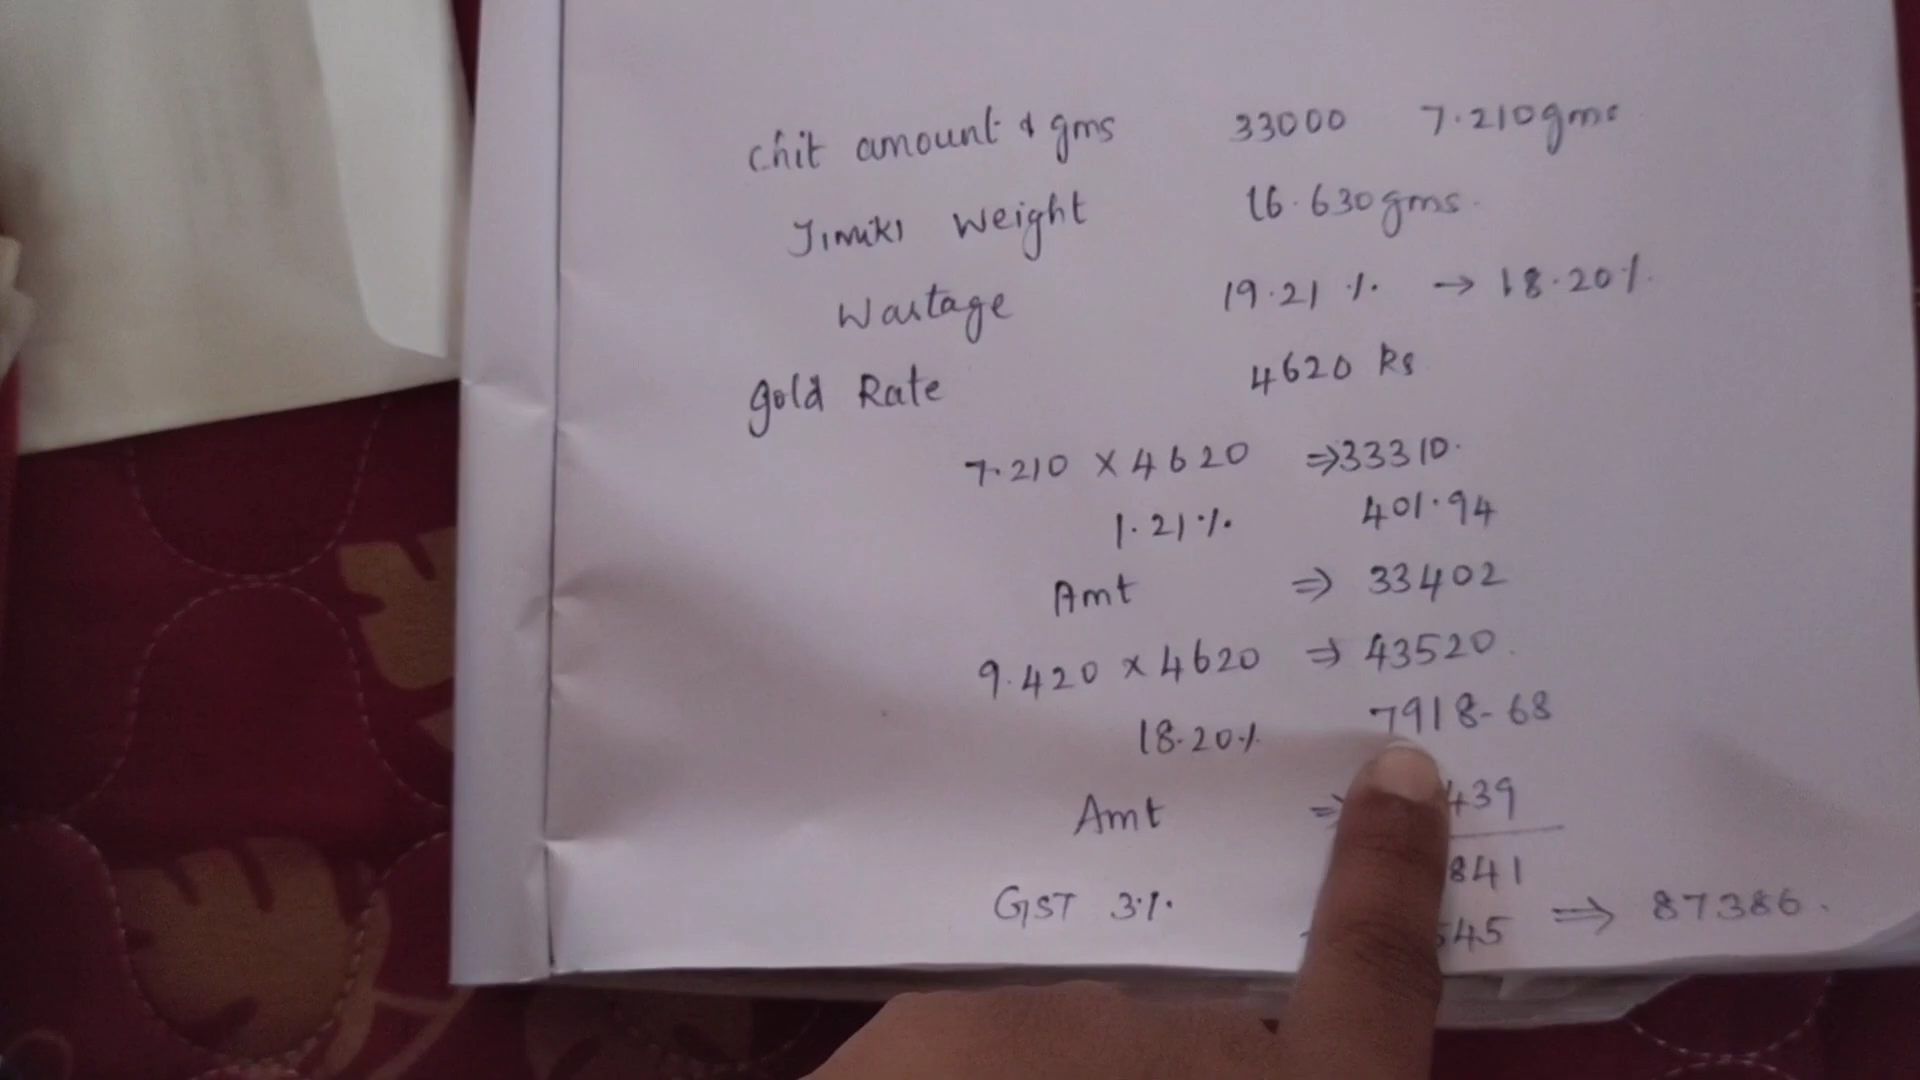 chit amount & gms 33000 7.210gms
Jimiki Weight 16.630gms.
Wastage 19.21 % → 18.20%.
gold Rate 4620 Rs
7.210 X 4620 ⇒33310.
1.21% 401.94
Amt ⇒ 33402
9.420 x 4620 ⇒ 43520.
18.20% 7918-68
Amt ⇒ 439
841
GST 3%. 545 ⇒ 87386.